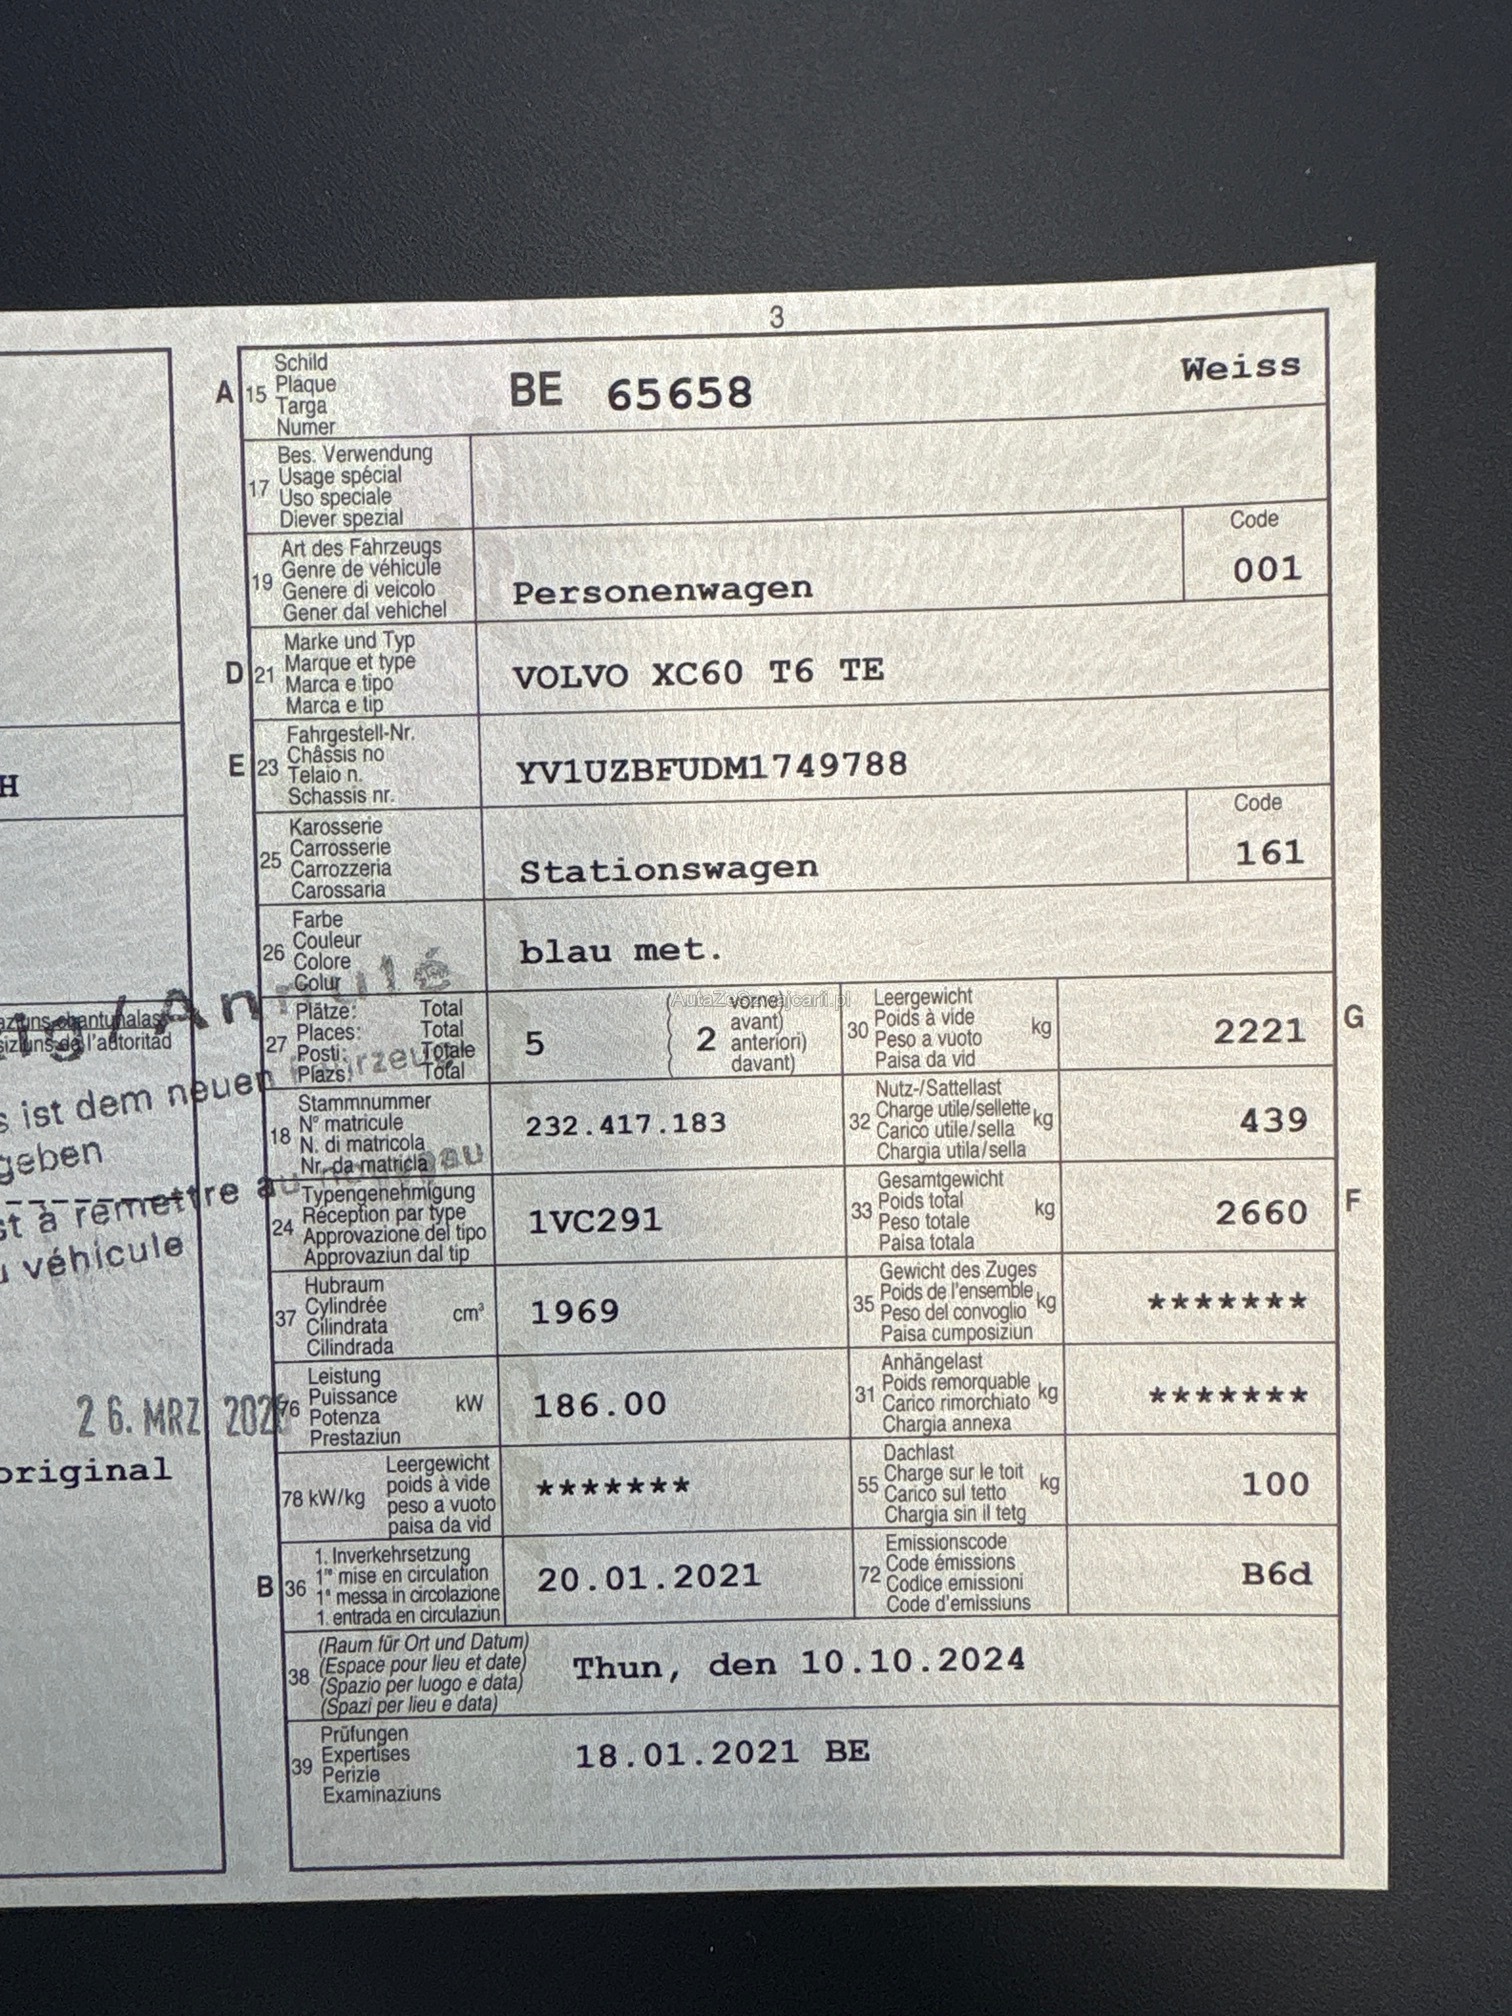 3
A 15 Schild
Plaque
Targa
Numer
BE 65658 Weiss
17 Bes. Verwendung
Usage spécial
Uso speciale
Diever spezial
19 Art des Fahrzeugs
Genre de véhicule
Genere di veicolo
Gener dal vehichel
Personenwagen
Code
001
D 21 Marke und Typ
Marque et type
Marca e tipo
Marca e tip
VOLVO XC60 T6 TE
E 23 Fahrgestell-Nr.
Châssis no
Telaio n.
Schassis nr.
YV1UZBFUDM1749788
25 Karosserie
Carrosserie
Carrozzeria
Carossaria
Stationswagen
Code
161
26 Farbe
Couleur
Colore
Colur
blau met.
27 Plätze: Total
Places: Total
Posti: Totale
Plazs: Total
5
2
vorne)
avant)
anteriori)
davant)
AutaZeSzwajcarii.pl
30 Leergewicht
Poids à vide
Peso a vuoto
Paisa da vid
kg
2221
G
18 Stammnummer
N° matricule
N. di matricola
Nr. da matricla
232.417.183
32 Nutz-/Sattellast
Charge utile/sellette
Carico utile/sella
Chargia utila/sella
kg
439
24 Typengenehmigung
Réception par type
Approvazione del tipo
Approvaziun dal tip
1VC291
33 Gesamtgewicht
Poids total
Peso totale
Paisa totala
kg
2660
F
37 Hubraum
Cylindrée
Cilindrata
Cilindrada
cm³
1969
35 Gewicht des Zuges
Poids de l'ensemble
Peso del convoglio
Paisa cumposiziun
kg
*******
76 Leistung
Puissance
Potenza
Prestaziun
kW
186.00
31 Anhängelast
Poids remorquable
Carico rimorchiato
Chargia annexa
kg
*******
78 kW/kg
Leergewicht
poids à vide
peso a vuoto
paisa da vid
*******
55 Dachlast
Charge sur le toit
Carico sul tetto
Chargia sin il tetg
kg
100
B 36 1. Inverkehrsetzung
1re mise en circulation
1a messa in circolazione
1. entrada en circulaziun
20.01.2021
72 Emissionscode
Code émissions
Codice emissioni
Code d'emissiuns
B6d
38 (Raum für Ort und Datum)
(Espace pour lieu et date)
(Spazio per luogo e data)
(Spazi per lieu e data)
Thun, den 10.10.2024
39 Prüfungen
Expertises
Perizie
Examinaziuns
18.01.2021 BE
H
chantunalas
de l'autoritad
ist dem neuen Fahrzeug
geben
à remettre au nouveau
véhicule
26. MRZ
original